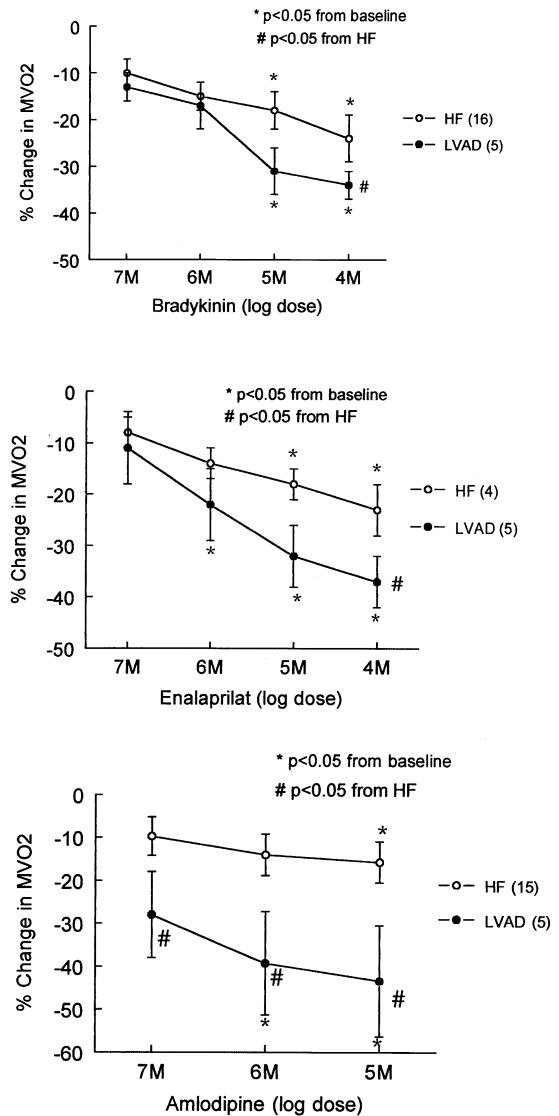 * p<0.05 from baseline
# p<0.05 from HF
0
-10
-20
-30
-40
-50
% Change in MVO2
*
*
HF (16)
LVAD (5)
#
*
*
7M 6M 5M 4M
Bradykinin (log dose)
* p<0.05 from baseline
# p<0.05 from HF
0
-10
-20
-30
-40
-50
% Change in MVO2
*
*
HF (4)
LVAD (5)
*
#
*
*
7M 6M 5M 4M
Enalaprilat (log dose)
* p<0.05 from baseline
# p<0.05 from HF
0
-10
-20
-30
-40
-50
-60
% Change in MVO2
*
HF (15)
LVAD (5)
#
#
#
*
*
7M 6M 5M
Amlodipine (log dose)